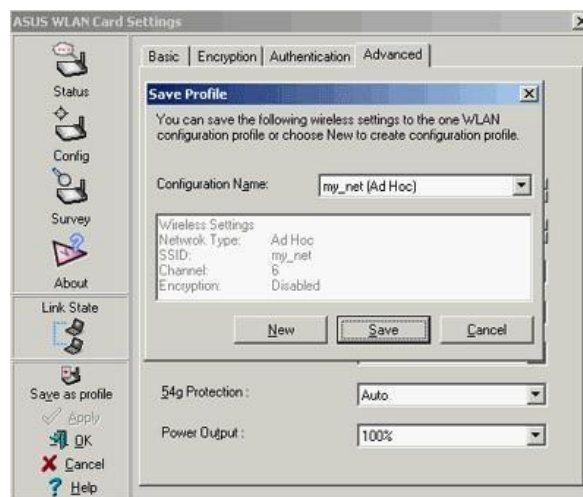 ASUS WLAN Card Settings
Status
Config
Survey
About
Link State
Save as profile
Apply
OK
Cancel
Help
Basic
Encryption
Authentication
Advanced
Save Profile
You can save the following wireless settings to the one WLAN
configuration profile or choose New to create configuration profile.
Configuration Name: my_net (Ad Hoc)
Wireless Settings
Netwrok Type: Ad Hoc
SSID: my_net
Channel: 6
Encryption: Disabled
New
Save
Cancel
54g Protection : Auto
Power Output : 100%